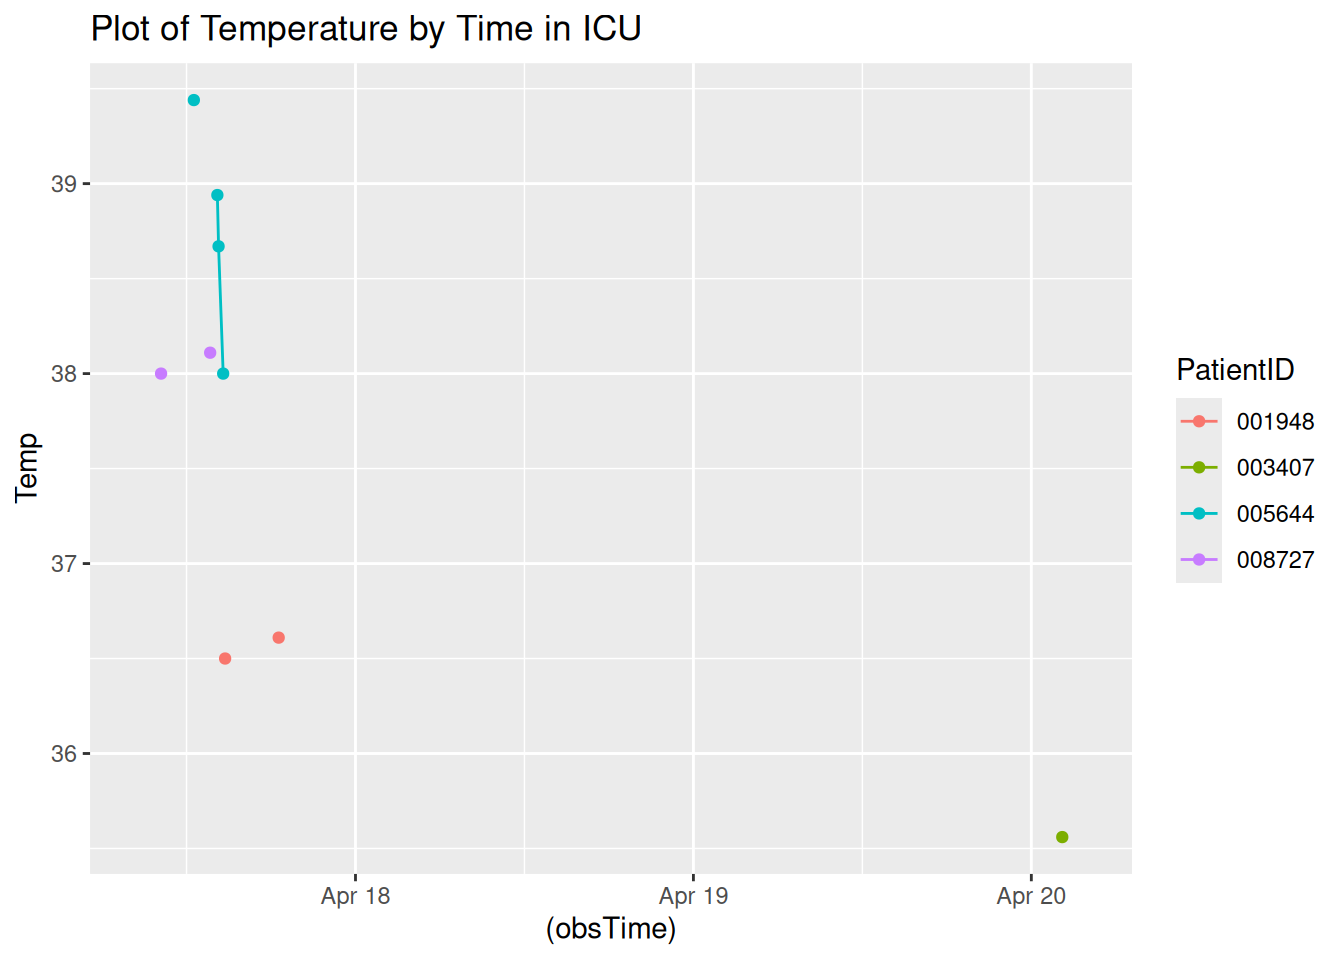 Plot of Temperature by Time in ICU
39
38
37
36
Temp
Apr 18
Apr 19
Apr 20
(obsTime)
PatientID
001948
003407
005644
008727